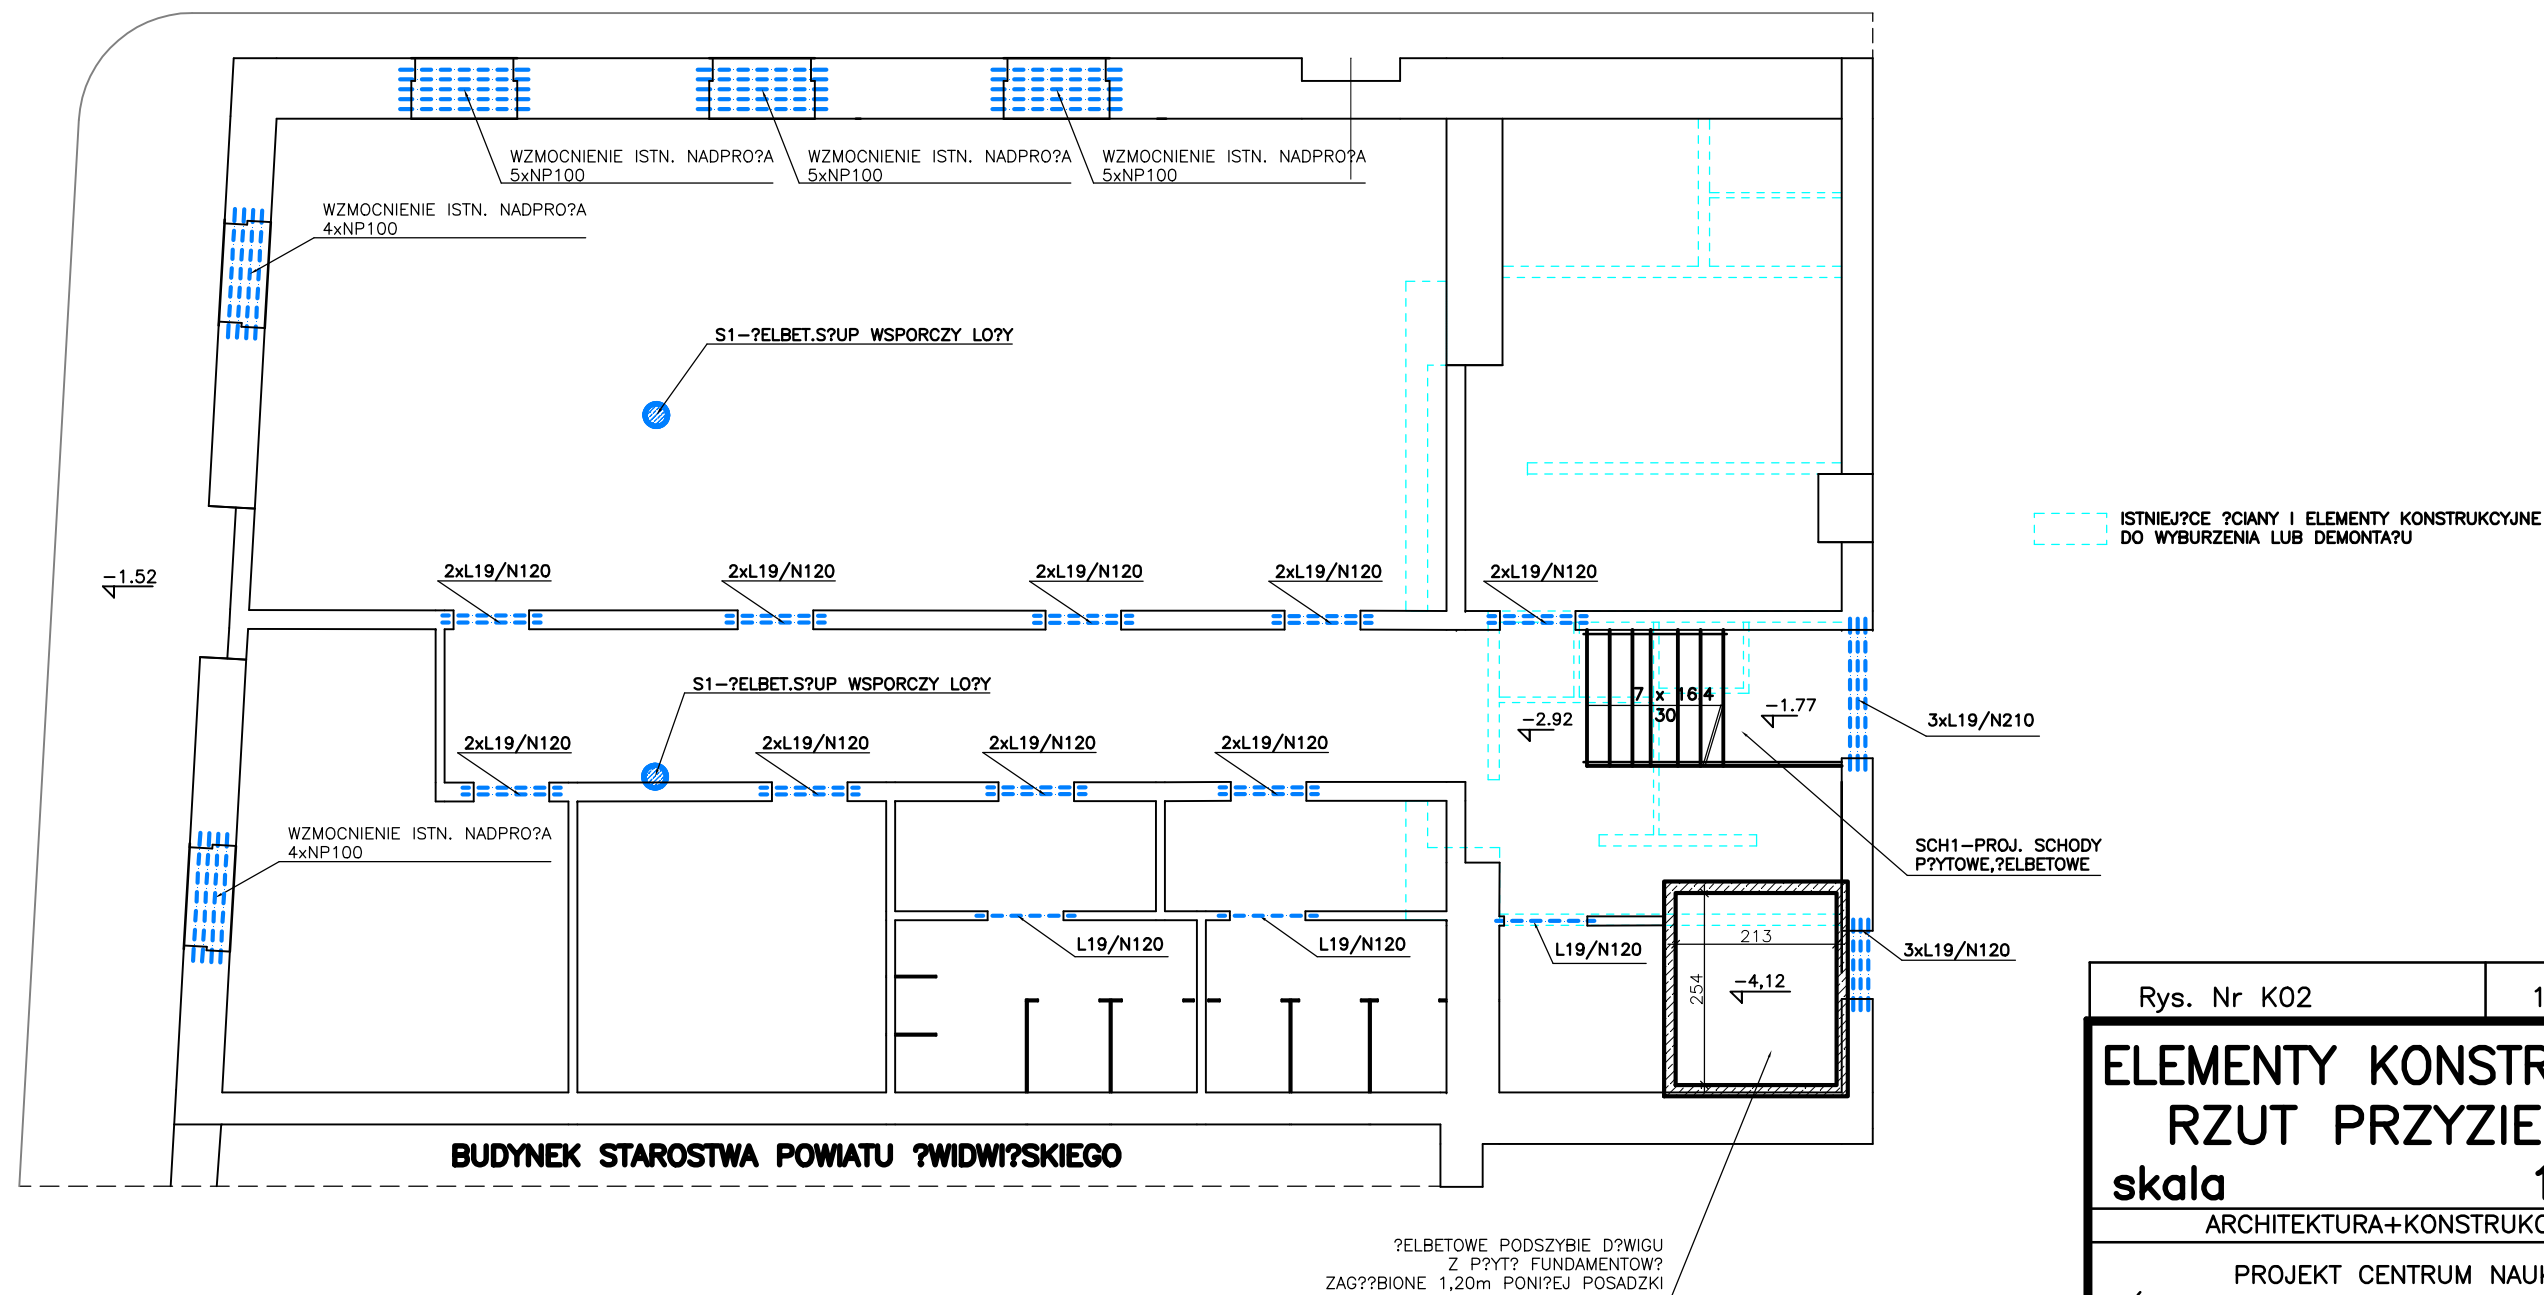 WZMOCNIENIE ISTN. NADPRO?A
5xNP100
WZMOCNIENIE ISTN. NADPRO?A
5xNP100
WZMOCNIENIE ISTN. NADPRO?A
5xNP100
WZMOCNIENIE ISTN. NADPRO?A
4xNP100
S1-?ELBET.S?UP WSPORCZY LO?Y
ISTNIEJ?CE ?CIANY I ELEMENTY KONSTRUKCYJNE
DO WYBURZENIA LUB DEMONTA?U
-1.52
2xL19/N120
2xL19/N120
2xL19/N120
2xL19/N120
2xL19/N120
S1-?ELBET.S?UP WSPORCZY LO?Y
7 x 16.4
30
-2.92
-1.77
3xL19/N210
2xL19/N120
2xL19/N120
2xL19/N120
2xL19/N120
WZMOCNIENIE ISTN. NADPRO?A
4xNP100
SCH1-PROJ. SCHODY
P?YTOWE,?ELBETOWE
L19/N120
L19/N120
L19/N120
213
254
-4,12
3xL19/N120
Rys. Nr K02
1
ELEMENTY KONSTR
RZUT PRZYZIE
skala 1
ARCHITEKTURA+KONSTRUKC
PROJEKT CENTRUM NAUK
BUDYNEK STAROSTWA POWIATU ?WIDWI?SKIEGO
?ELBETOWE PODSZYBIE D?WIGU
Z P?YT? FUNDAMENTOW?
ZAG??BIONE 1,20m PONI?EJ POSADZKI